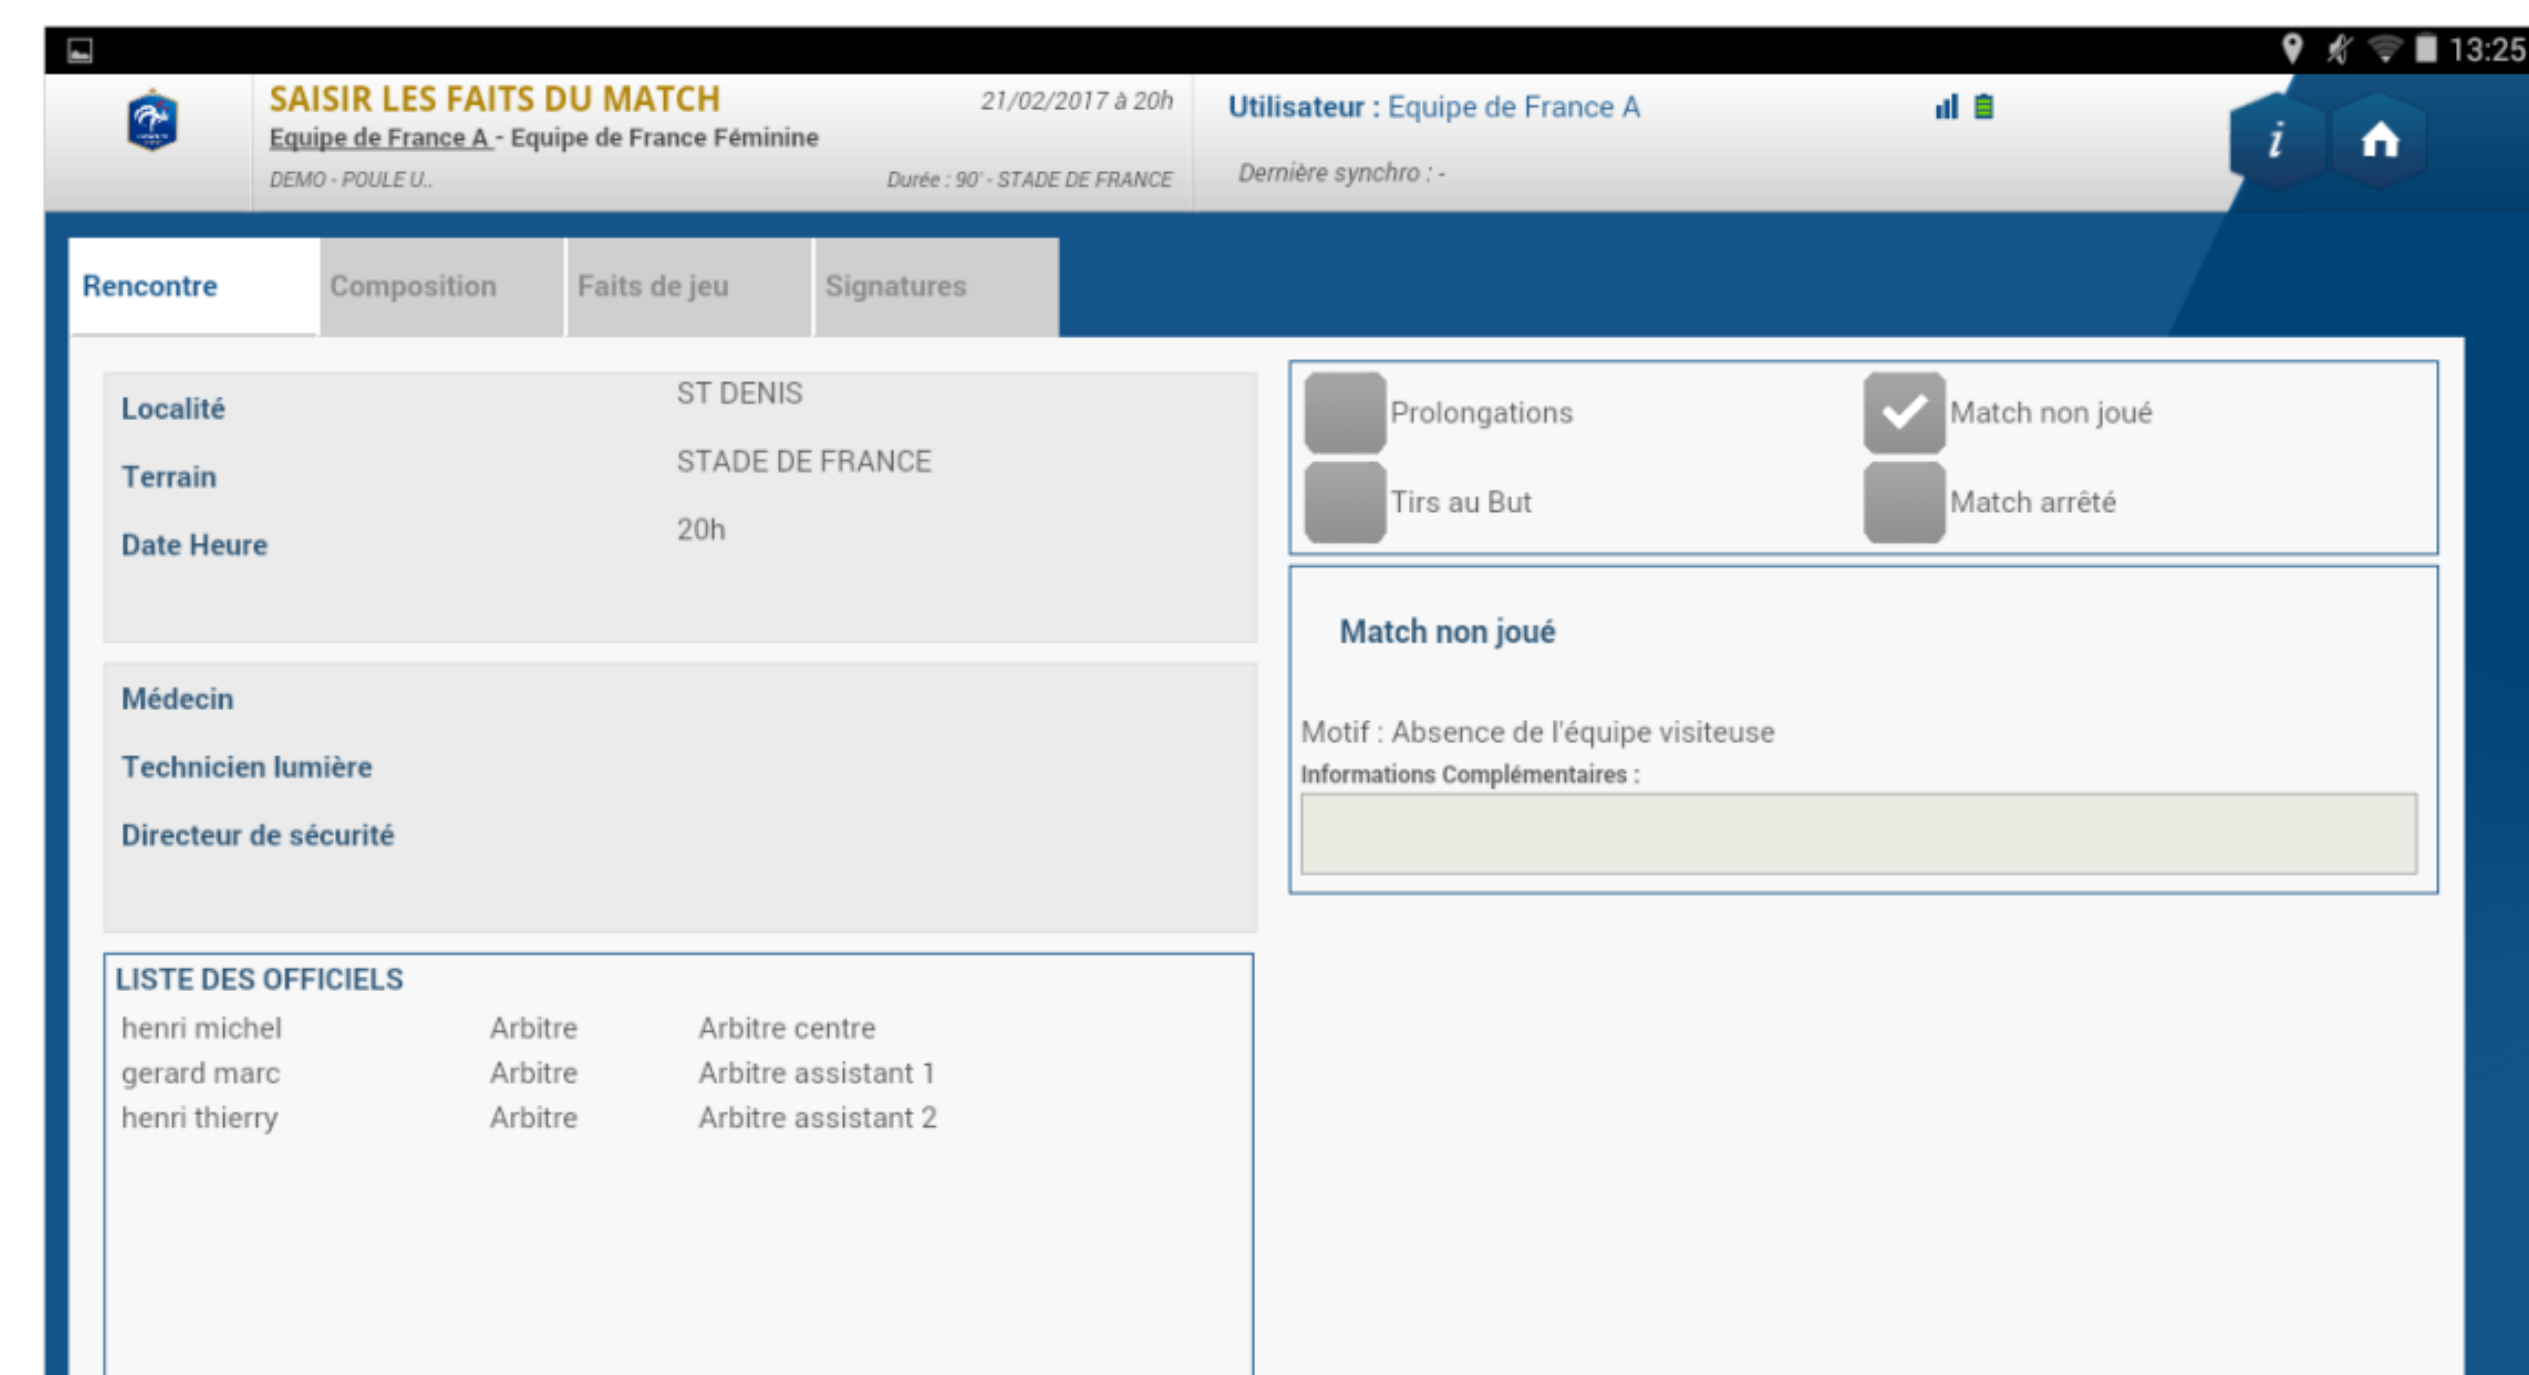 13:25
SAISIR LES FAITS DU MATCH
21/02/2017 à 20h
Equipe de France A - Equipe de France Féminine
DEMO - POULE U..
Durée : 90' - STADE DE FRANCE
Utilisateur : Equipe de France A
Dernière synchro : -
i
Rencontre
Composition
Faits de jeu
Signatures
Localité
ST DENIS
Terrain
STADE DE FRANCE
Date Heure
20h
Médecin
Technicien lumière
Directeur de sécurité
LISTE DES OFFICIELS
henri michel Arbitre Arbitre centre
gerard marc Arbitre Arbitre assistant 1
henri thierry Arbitre Arbitre assistant 2
Prolongations
Match non joué
Tirs au But
Match arrêté
Match non joué
Motif : Absence de l'équipe visiteuse
Informations Complémentaires :